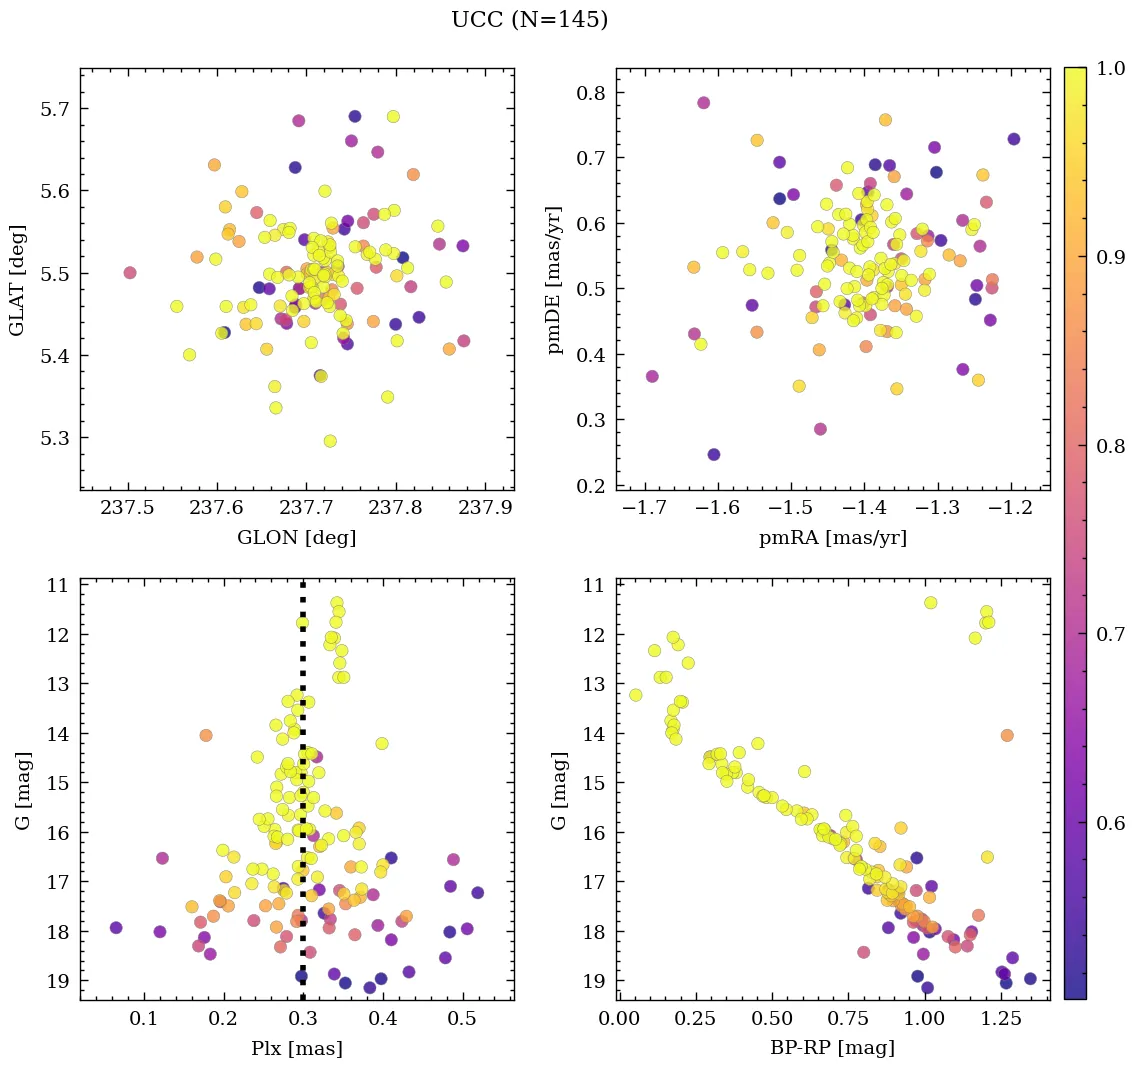 UCC (N=145)
5.7
5.6
5.5
5.4
5.3
GLAT [deg]
237.5 237.6 237.7 237.8 237.9
GLON [deg]
0.8
0.7
0.6
0.5
0.4
0.3
0.2
pmDE [mas/yr]
−1.7 −1.6 −1.5 −1.4 −1.3 −1.2
pmRA [mas/yr]
1.0
0.9
0.8
0.7
0.6
11
12
13
14
15
16
17
18
19
G [mag]
0.1 0.2 0.3 0.4 0.5
Plx [mas]
11
12
13
14
15
16
17
18
19
G [mag]
0.00 0.25 0.50 0.75 1.00 1.25
BP-RP [mag]